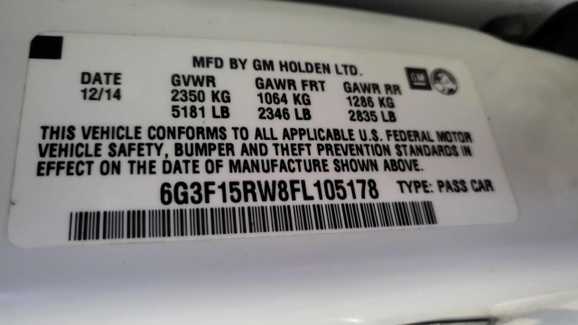 MFD BY GM HOLDEN LTD.
DATE GVWR GAWR FRT GAWR RR
12/14 2350 KG 1064 KG 1286 KG
5181 LB 2346 LB 2835 LB
THIS VEHICLE CONFORMS TO ALL APPLICABLE U.S. FEDERAL MOTOR
VEHICLE SAFETY, BUMPER AND THEFT PREVENTION STANDARDS IN
EFFECT ON THE DATE OF MANUFACTURE SHOWN ABOVE.
6G3F15RW8FL105178 TYPE: PASS CAR
GM